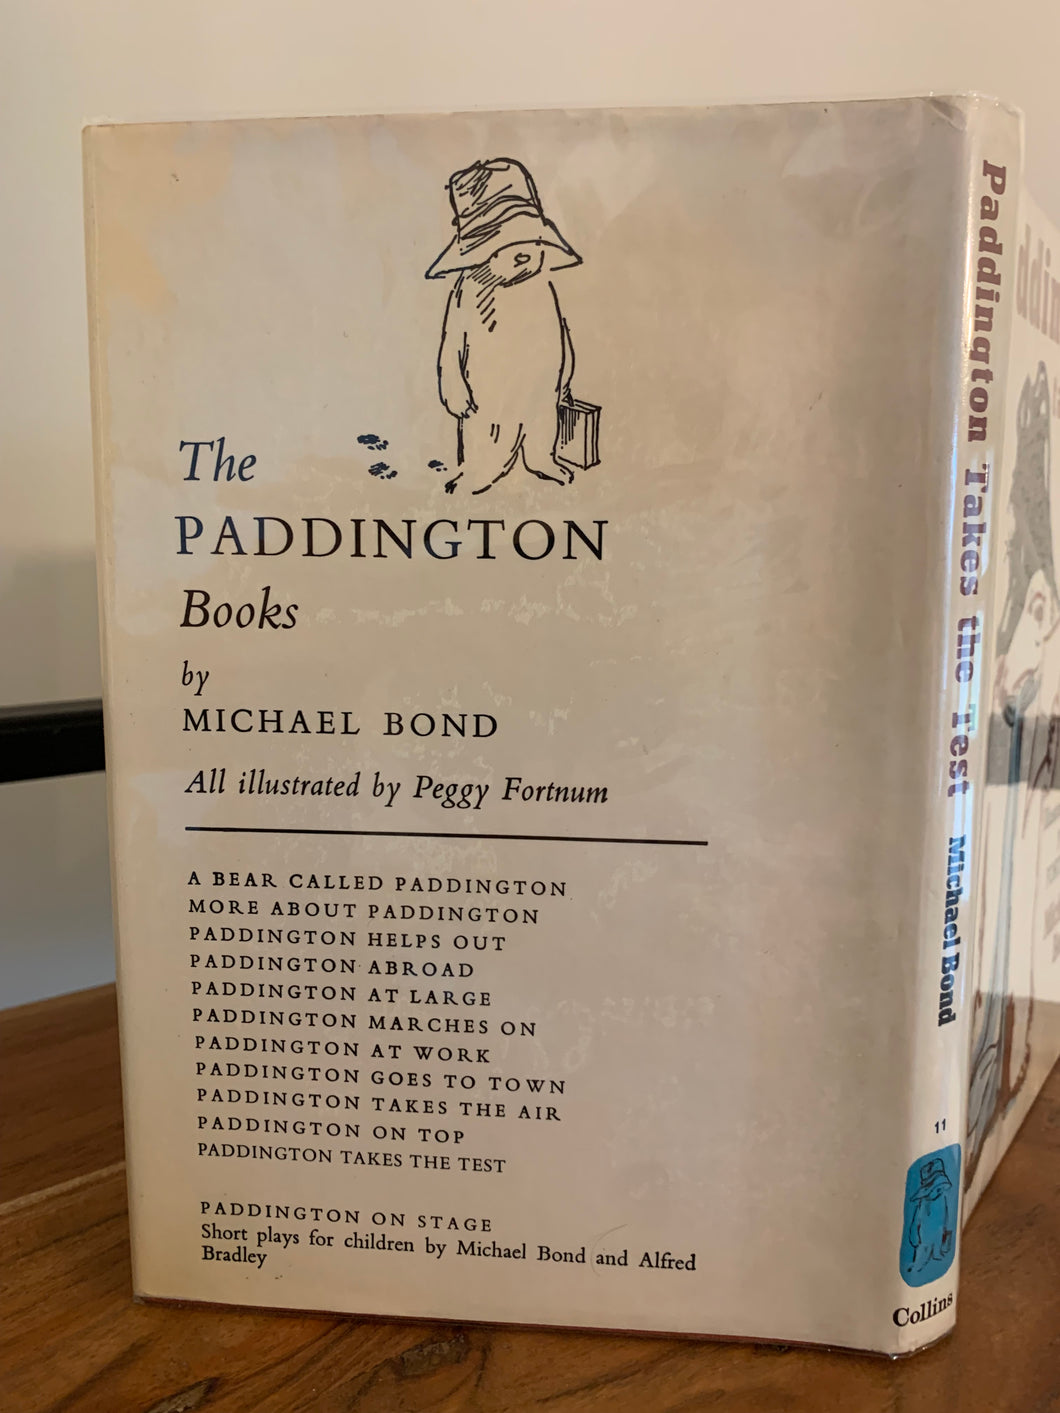 The
PADDINGTON
Books
by
MICHAEL BOND
All illustrated by Peggy Fortnum
A BEAR CALLED PADDINGTON
MORE ABOUT PADDINGTON
PADDINGTON HELPS OUT
PADDINGTON ABROAD
PADDINGTON AT LARGE
PADDINGTON MARCHES ON
PADDINGTON AT WORK
PADDINGTON GOES TO TOWN
PADDINGTON TAKES THE AIR
PADDINGTON ON TOP
PADDINGTON TAKES THE TEST
PADDINGTON ON STAGE
Short plays for children by Michael Bond and Alfred
Bradley
Paddington Takes the Test Michael Bond
11
Collins